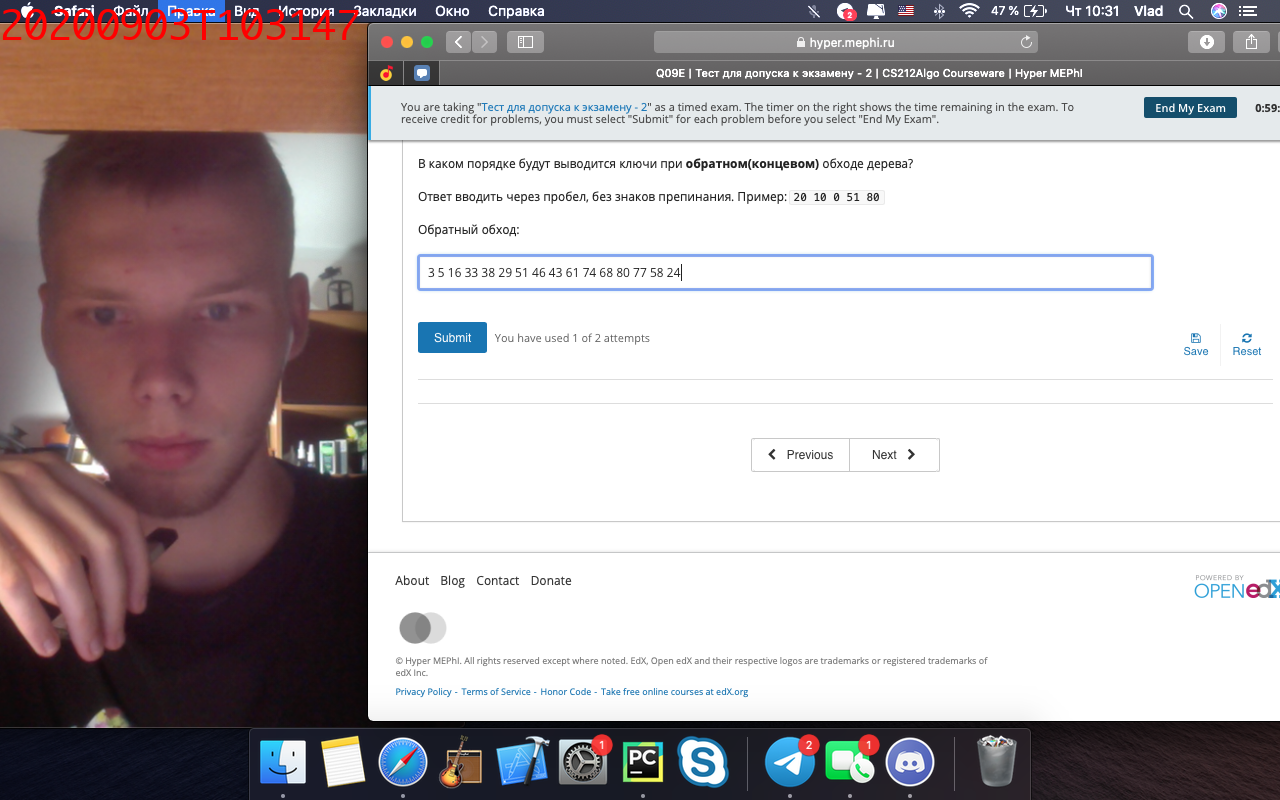 Safari Файл Правка Вид История Закладки Окно Справка
2 47 % Чт 10:31 Vlad
20200903T103147
hyper.mephi.ru
Q09E | Тест для допуска к экзамену - 2 | CS212Algo Courseware | Hyper MEPhI
You are taking "Тест для допуска к экзамену - 2" as a timed exam. The timer on the right shows the time remaining in the exam. To
receive credit for problems, you must select "Submit" for each problem before you select "End My Exam".
End My Exam
0:59:
В каком порядке будут выводится ключи при обратном(концевом) обходе дерева?
Ответ вводить через пробел, без знаков препинания. Пример: 20 10 0 51 80
Обратный обход:
3 5 16 33 38 29 51 46 43 61 74 68 80 77 58 24
Submit You have used 1 of 2 attempts
Save Reset
Previous Next
About Blog Contact Donate
POWERED BY
OPEN edX
© Hyper MEPhI. All rights reserved except where noted. EdX, Open edX and their respective logos are trademarks or registered trademarks of
edX Inc.
Privacy Policy - Terms of Service - Honor Code - Take free online courses at edX.org
1 PC 2 1